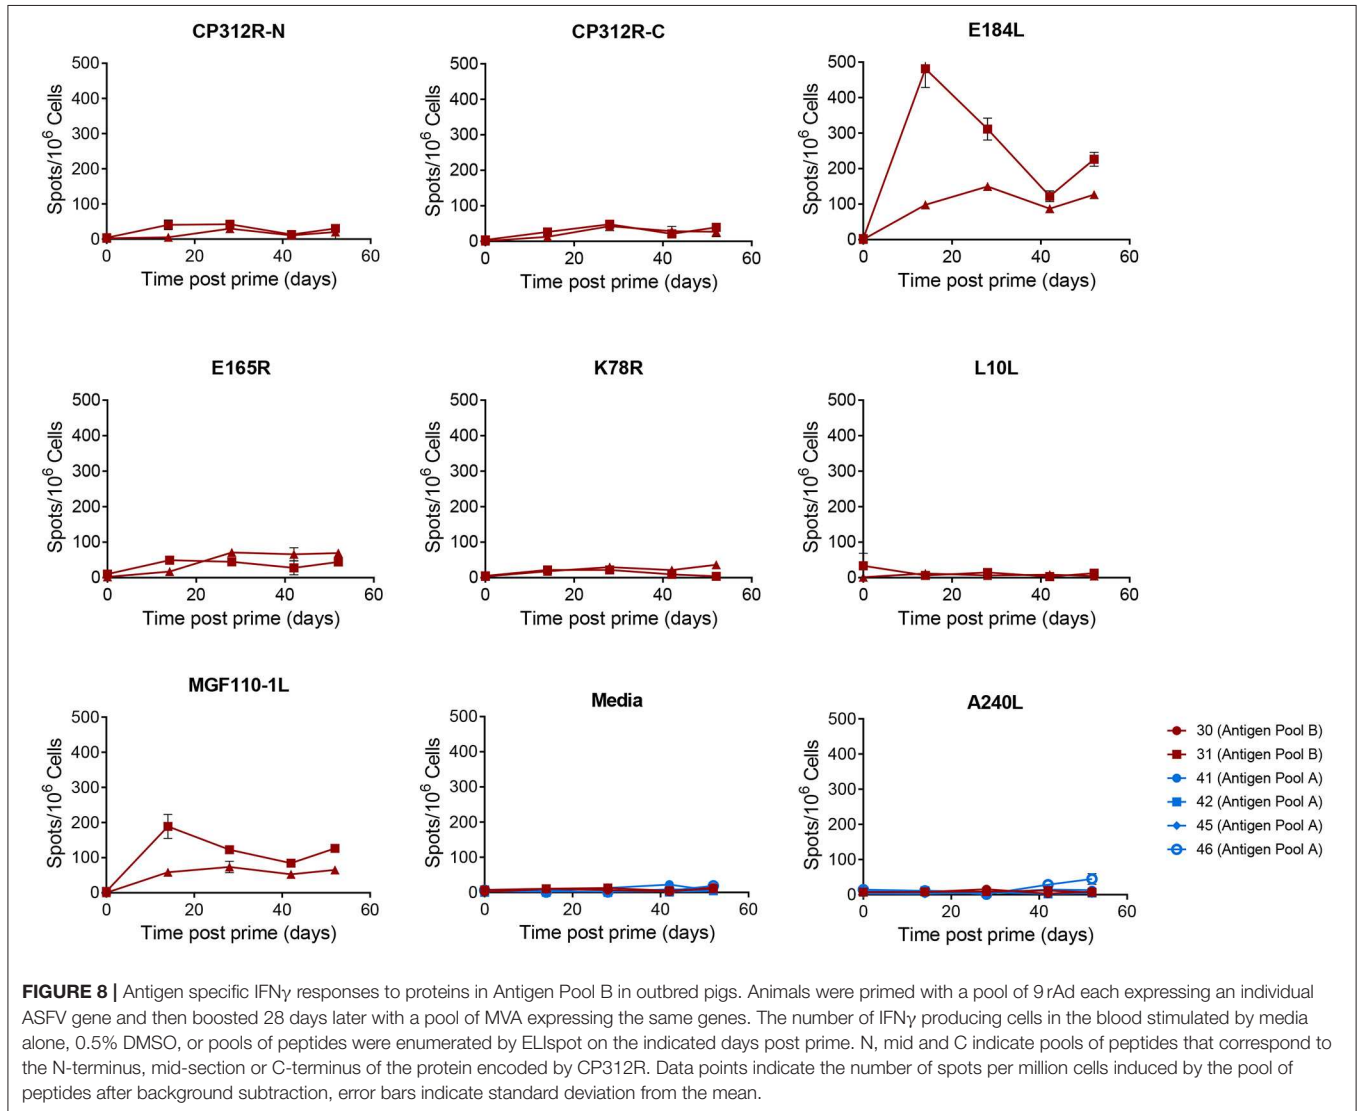 CP312R-N
CP312R-C
E184L
500
400
300
200
100
0
Spots/10⁶ Cells
0 20 40 60
Time post prime (days)
500
400
300
200
100
0
Spots/10⁶ Cells
0 20 40 60
Time post prime (days)
500
400
300
200
100
0
Spots/10⁶ Cells
0 20 40 60
Time post prime (days)
E165R
K78R
L10L
500
400
300
200
100
0
Spots/10⁶ Cells
0 20 40 60
Time post prime (days)
500
400
300
200
100
0
Spots/10⁶ Cells
0 20 40 60
Time post prime (days)
500
400
300
200
100
0
Spots/10⁶ Cells
0 20 40 60
Time post prime (days)
MGF110-1L
Media
A240L
500
400
300
200
100
0
Spots/10⁶ Cells
0 20 40 60
Time post prime (days)
500
400
300
200
100
0
Spots/10⁶ Cells
0 20 40 60
Time post prime (days)
500
400
300
200
100
0
Spots/10⁶ Cells
0 20 40 60
Time post prime (days)
30 (Antigen Pool B)
31 (Antigen Pool B)
41 (Antigen Pool A)
42 (Antigen Pool A)
45 (Antigen Pool A)
46 (Antigen Pool A)
FIGURE 8 | Antigen specific IFNγ responses to proteins in Antigen Pool B in outbred pigs. Animals were primed with a pool of 9 rAd each expressing an individual
ASFV gene and then boosted 28 days later with a pool of MVA expressing the same genes. The number of IFNγ producing cells in the blood stimulated by media
alone, 0.5% DMSO, or pools of peptides were enumerated by ELIspot on the indicated days post prime. N, mid and C indicate pools of peptides that correspond to
the N-terminus, mid-section or C-terminus of the protein encoded by CP312R. Data points indicate the number of spots per million cells induced by the pool of
peptides after background subtraction, error bars indicate standard deviation from the mean.